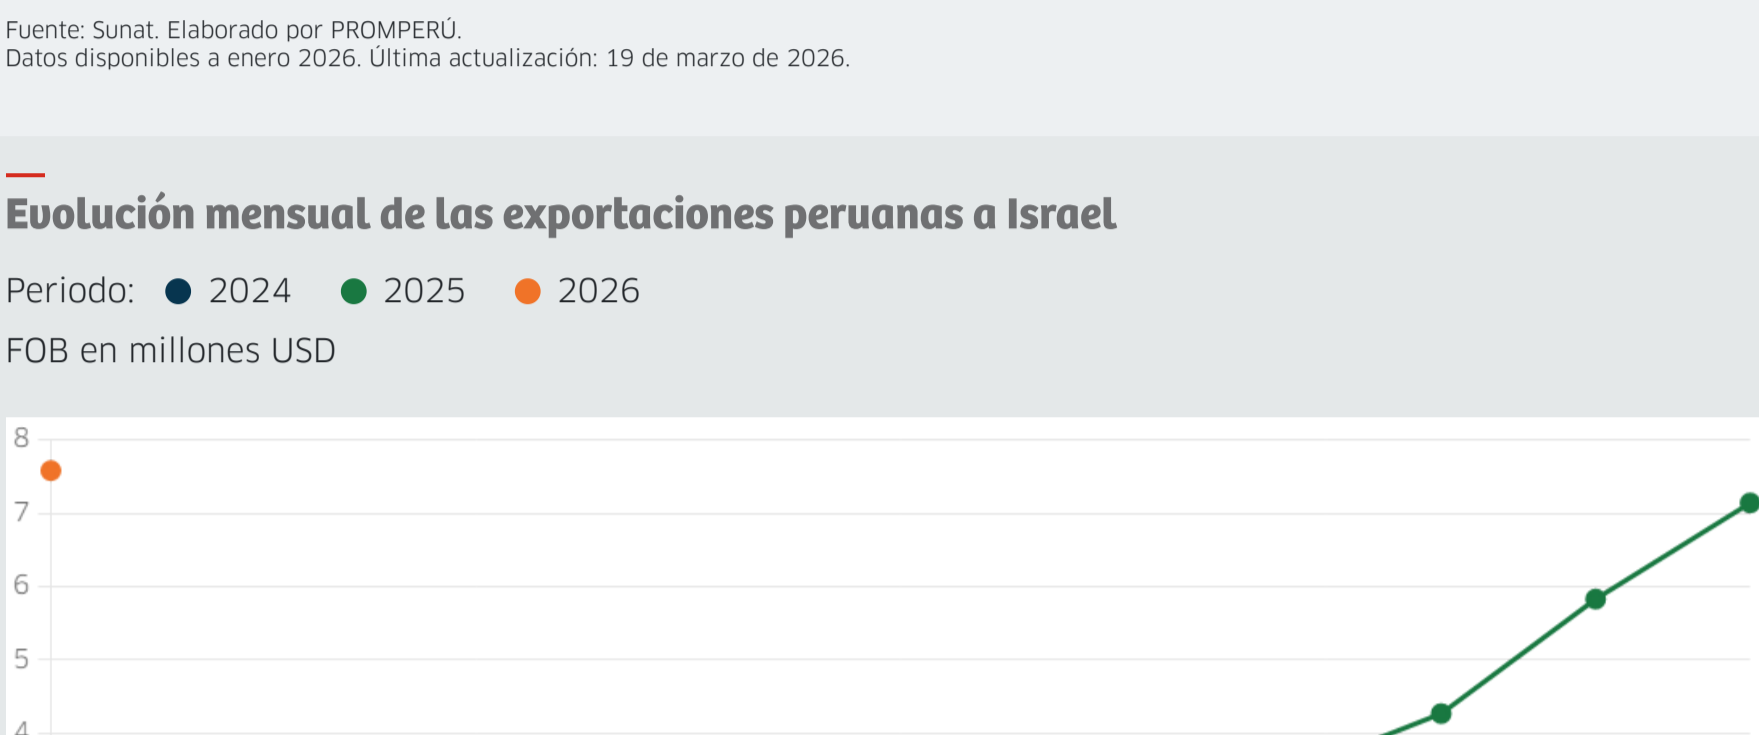 Fuente: Sunat. Elaborado por PROMPERÚ.
Datos disponibles a enero 2026. Última actualización: 19 de marzo de 2026.
Evolución mensual de las exportaciones peruanas a Israel
Periodo: 2024 2025 2026
FOB en millones USD
8
7
6
5
4